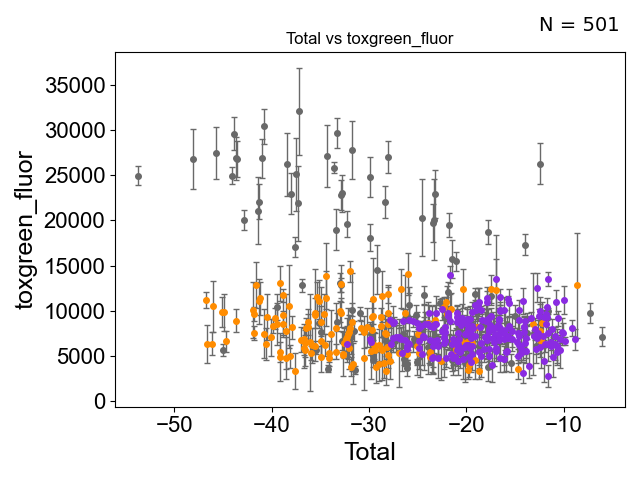 N = 501
Total vs toxgreen_fluor
35000
30000
25000
20000
15000
10000
5000
0
toxgreen_fluor
−50 −40 −30 −20 −10
Total